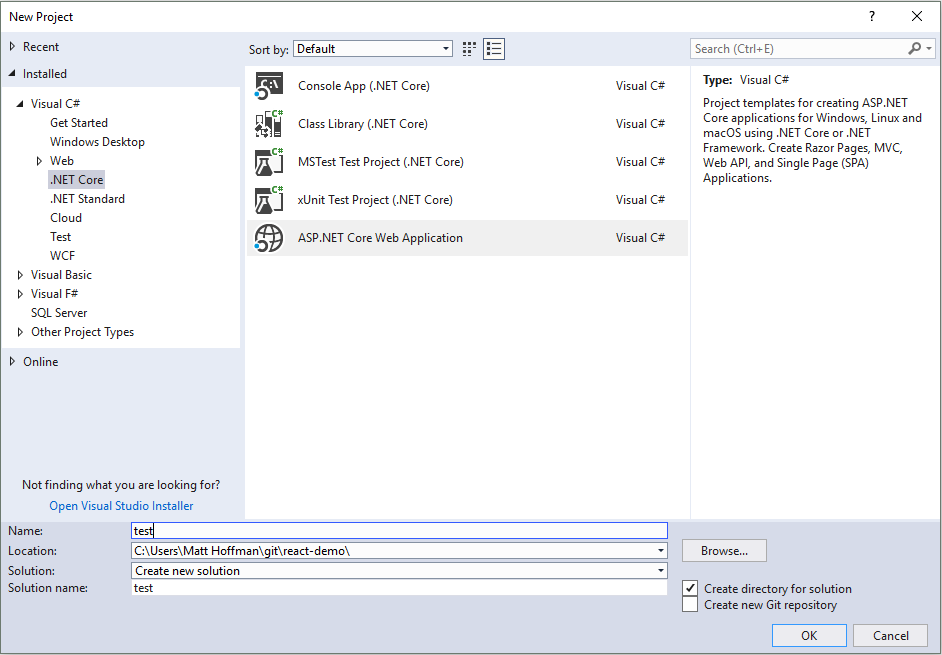 New Project
?
Recent
Installed
Visual C#
Get Started
Windows Desktop
Web
.NET Core
.NET Standard
Cloud
Test
WCF
Visual Basic
Visual F#
SQL Server
Other Project Types
Online
Not finding what you are looking for?
Open Visual Studio Installer
Sort by: Default
Console App (.NET Core) Visual C#
Class Library (.NET Core) Visual C#
MSTest Test Project (.NET Core) Visual C#
xUnit Test Project (.NET Core) Visual C#
ASP.NET Core Web Application Visual C#
Search (Ctrl+E)
Type: Visual C#
Project templates for creating ASP.NET
Core applications for Windows, Linux and
macOS using .NET Core or .NET
Framework. Create Razor Pages, MVC,
Web API, and Single Page (SPA)
Applications.
Name: test
Location: C:\Users\Matt Hoffman\git\react-demo\
Browse...
Solution: Create new solution
Solution name: test
Create directory for solution
Create new Git repository
OK Cancel